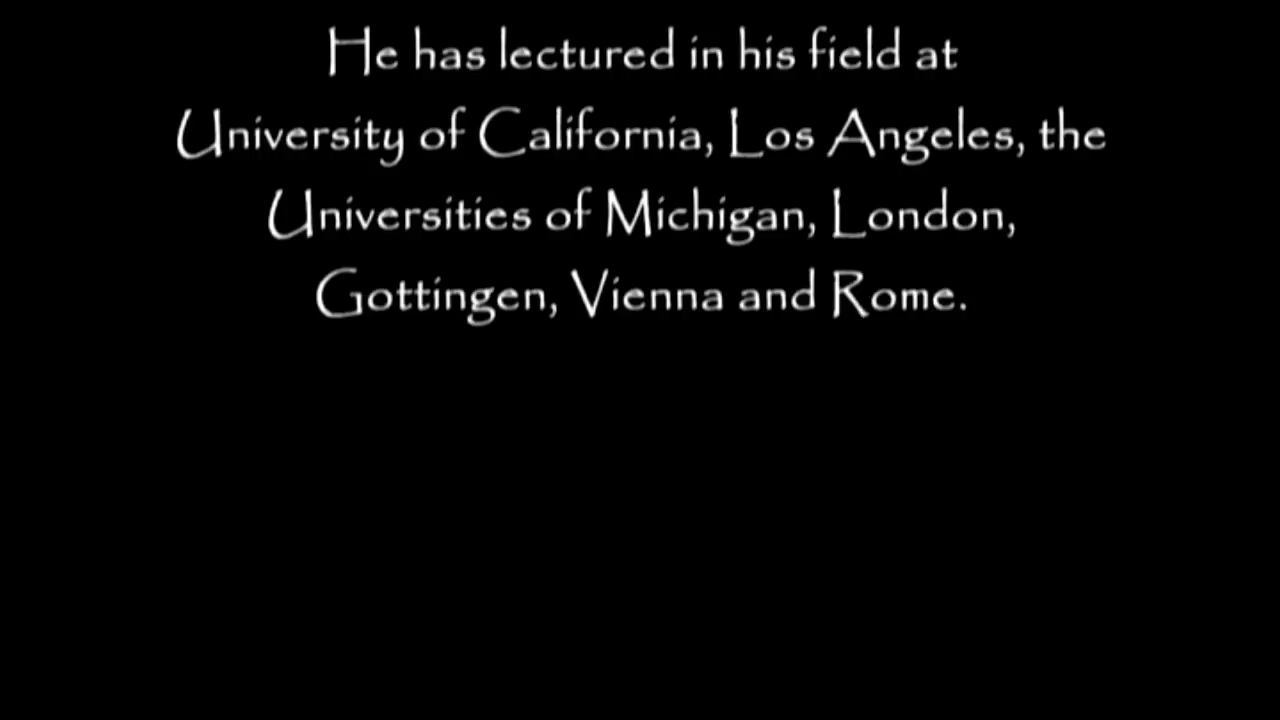 He has lectured in his field at
University of California, Los Angeles, the
Universities of Michigan, London,
Gottingen, Vienna and Rome.